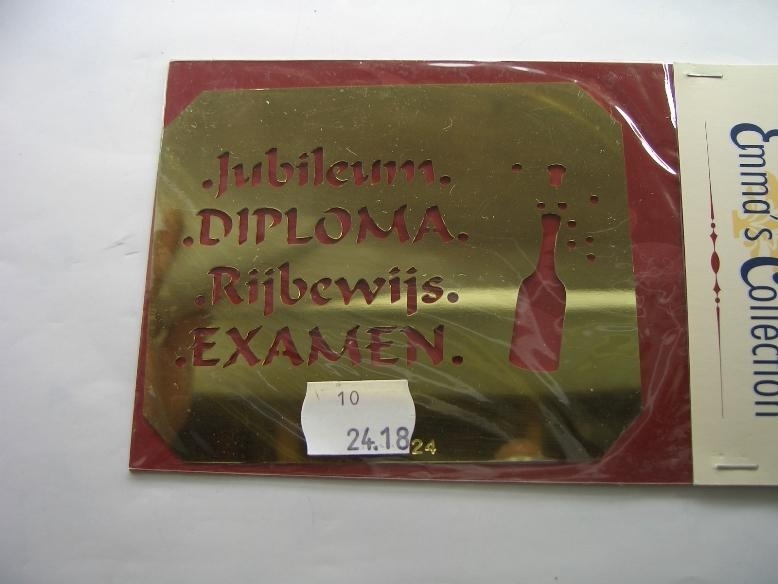 .Jubileum.
.DIPLOMA.
.Rijbewijs.
.EXAMEN.
10
24.18
24
Emma's Collection